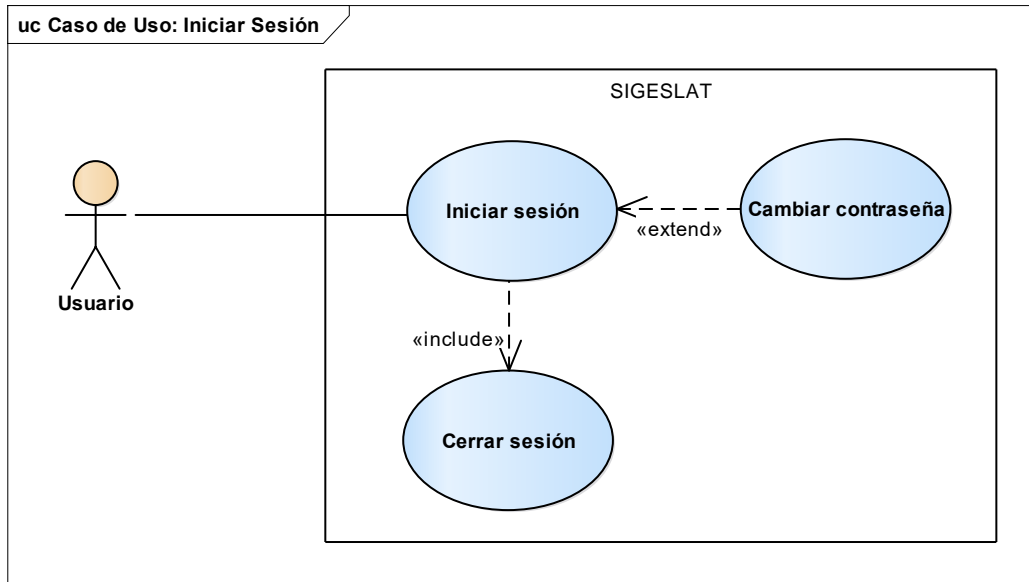 uc Caso de Uso: Iniciar Sesión
SIGESLAT
Iniciar sesión
Cambiar contraseña
«extend»
Usuario
«include»
Cerrar sesión